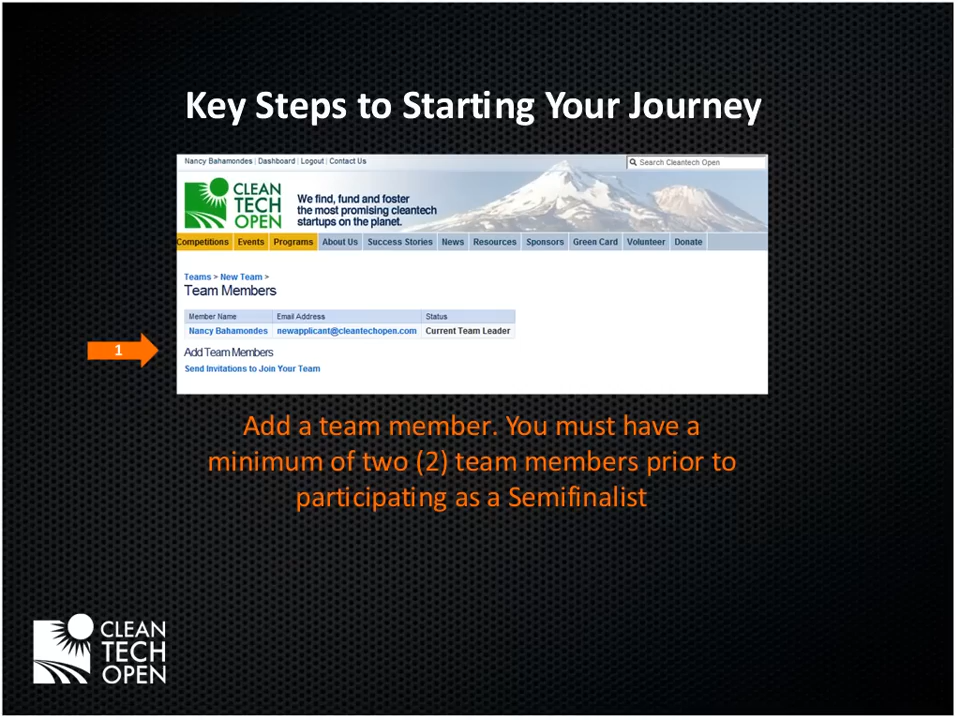 Key Steps to Starting Your Journey
Nancy Bahamondes | Dashboard | Logout | Contact Us
Search Cleantech Open
CLEAN
TECH
OPEN
We find, fund and foster
the most promising cleantech
startups on the planet.
Competitions Events Programs About Us Success Stories News Resources Sponsors Green Card Volunteer Donate
Teams > New Team >
Team Members
Member Name Email Address Status
Nancy Bahamondes newapplicant@cleantechopen.com Current Team Leader
1
Add Team Members
Send Invitations to Join Your Team
Add a team member. You must have a
minimum of two (2) team members prior to
participating as a Semifinalist
CLEAN
TECH
OPEN